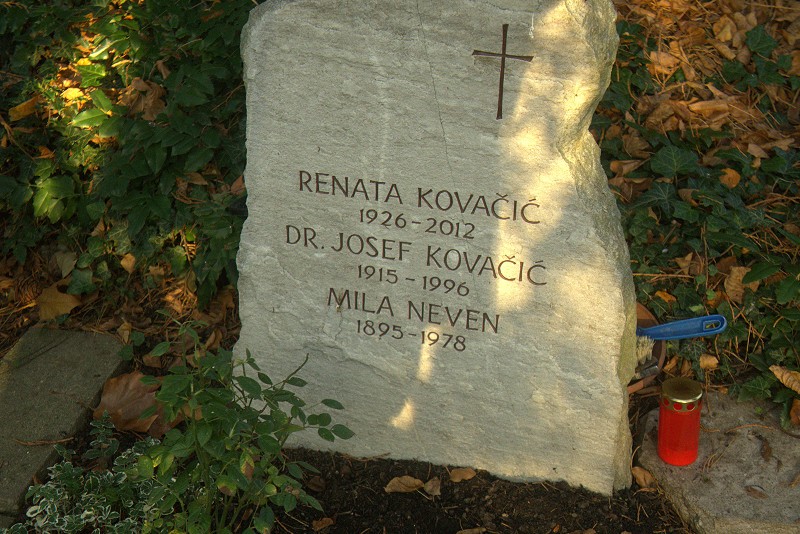 RENATA KOVAČIĆ
1926-2012
DR. JOSEF KOVAČIĆ
1915-1996
MILA NEVEN
1895-1978